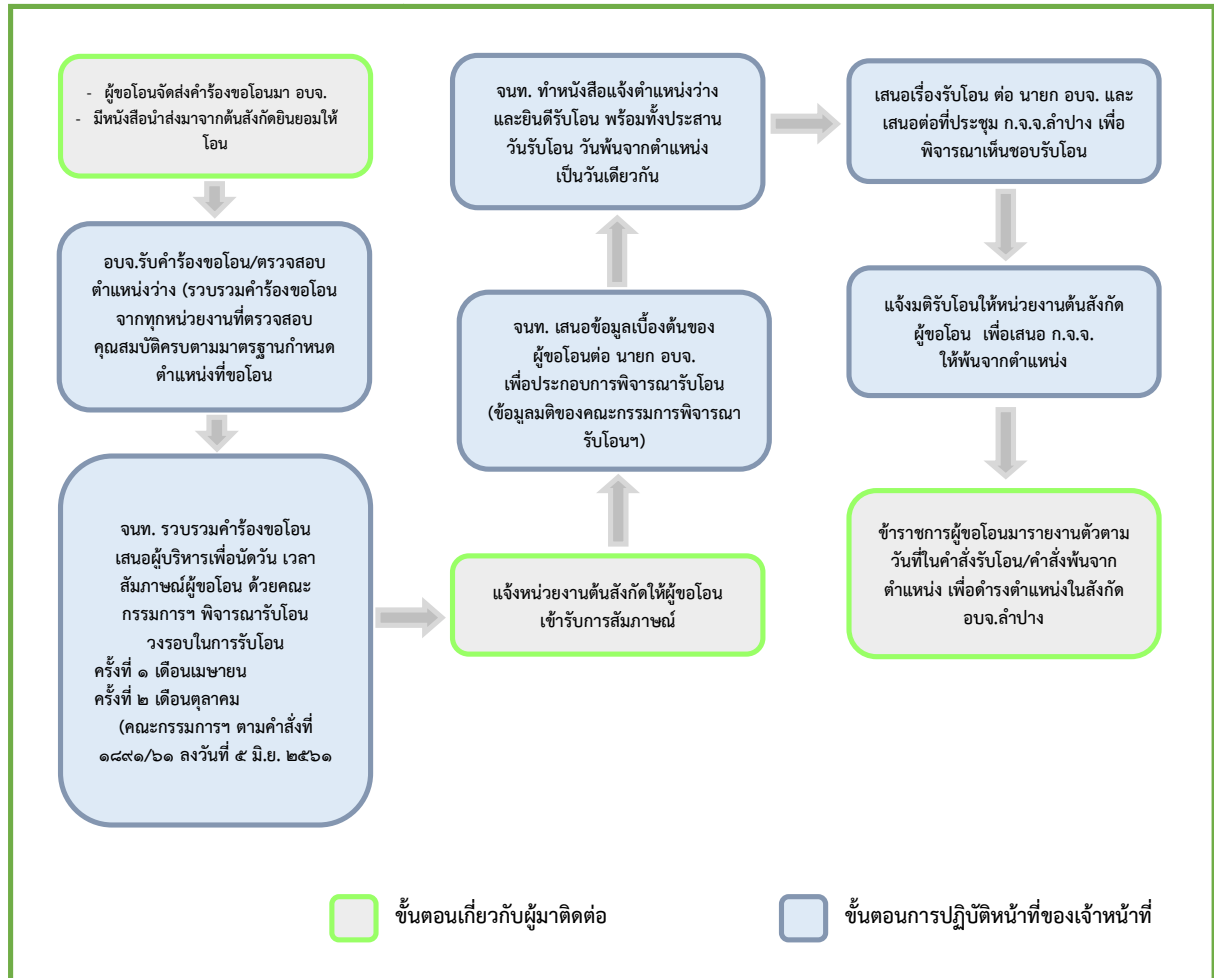 - ผู้ขอโอนจัดส่งคำร้องขอโอนมา อบจ.
- มีหนังสือนำส่งมาจากต้นสังกัดยินยอมให้
โอน
อบจ.รับคำร้องขอโอน/ตรวจสอบ
ตำแหน่งว่าง (รวบรวมคำร้องขอโอน
จากทุกหน่วยงานที่ตรวจสอบ
คุณสมบัติครบตามมาตรฐานกำหนด
ตำแหน่งที่ขอโอน
จนท. รวบรวมคำร้องขอโอน
เสนอผู้บริหารเพื่อนัดวัน เวลา
สัมภาษณ์ผู้ขอโอน ด้วยคณะ
กรรมการฯ พิจารณารับโอน
วงรอบในการรับโอน
ครั้งที่ ๑ เดือนเมษายน
ครั้งที่ ๒ เดือนตุลาคม
(คณะกรรมการฯ ตามคำสั่งที่
๑๘๙๑/๖๑ ลงวันที่ ๕ มิ.ย. ๒๕๖๑
แจ้งหน่วยงานต้นสังกัดให้ผู้ขอโอน
เข้ารับการสัมภาษณ์
จนท. เสนอข้อมูลเบื้องต้นของ
ผู้ขอโอนต่อ นายก อบจ.
เพื่อประกอบการพิจารณารับโอน
(ข้อมูลมติของคณะกรรมการพิจารณา
รับโอนฯ)
จนท. ทำหนังสือแจ้งตำแหน่งว่าง
และยินดีรับโอน พร้อมทั้งประสาน
วันรับโอน วันพ้นจากตำแหน่ง
เป็นวันเดียวกัน
เสนอเรื่องรับโอน ต่อ นายก อบจ. และ
เสนอต่อที่ประชุม ก.จ.จ.ลำปาง เพื่อ
พิจารณาเห็นชอบรับโอน
แจ้งมติรับโอนให้หน่วยงานต้นสังกัด
ผู้ขอโอน เพื่อเสนอ ก.จ.จ.
ให้พ้นจากตำแหน่ง
ข้าราชการผู้ขอโอนมารายงานตัวตาม
วันที่ในคำสั่งรับโอน/คำสั่งพ้นจาก
ตำแหน่ง เพื่อดำรงตำแหน่งในสังกัด
อบจ.ลำปาง
ขั้นตอนเกี่ยวกับผู้มาติดต่อ
ขั้นตอนการปฏิบัติหน้าที่ของเจ้าหน้าที่